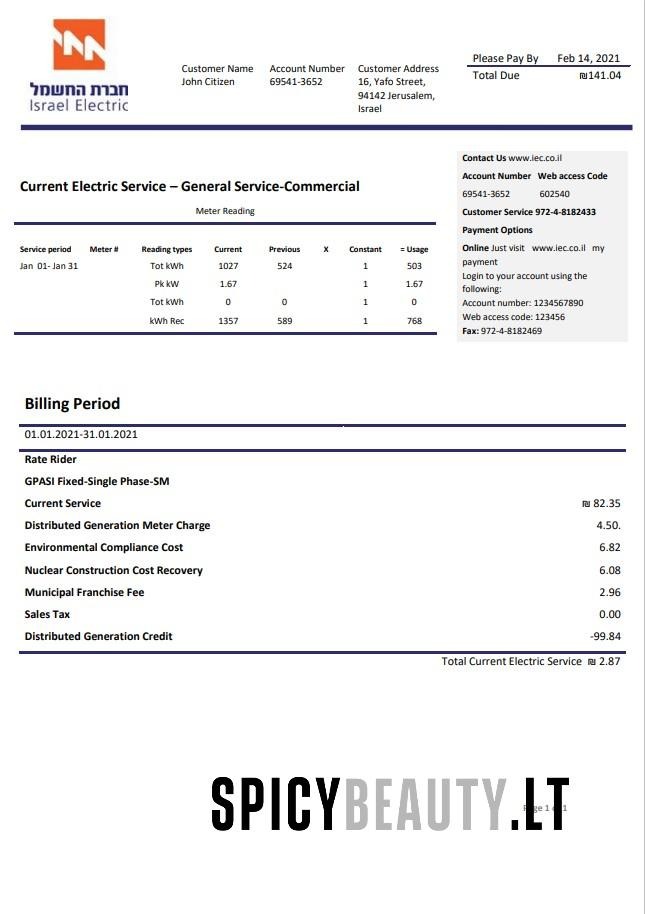 חברת החשמל
Israel Electric
Customer Name Account Number Customer Address
John Citizen 69541-3652 16, Yafo Street,
94142 Jerusalem,
Israel
Please Pay By Feb 14, 2021
Total Due ₪141.04
Current Electric Service – General Service-Commercial
Meter Reading
Service period Meter # Reading types Current Previous X Constant = Usage
Jan 01- Jan 31 Tot kWh 1027 524 1 503
Pk kW 1.67 1 1.67
Tot kWh 0 0 1 0
kWh Rec 1357 589 1 768
Contact Us www.iec.co.il
Account Number Web access Code
69541-3652 602540
Customer Service 972-4-8182433
Payment Options
Online Just visit www.iec.co.il my
payment
Login to your account using the
following:
Account number: 1234567890
Web access code: 123456
Fax: 972-4-8182469
Billing Period
01.01.2021-31.01.2021
Rate Rider
GPASI Fixed-Single Phase-SM
Current Service ₪ 82.35
Distributed Generation Meter Charge 4.50.
Environmental Compliance Cost 6.82
Nuclear Construction Cost Recovery 6.08
Municipal Franchise Fee 2.96
Sales Tax 0.00
Distributed Generation Credit -99.84
Total Current Electric Service ₪ 2.87
SPICYBEAUTY.LT